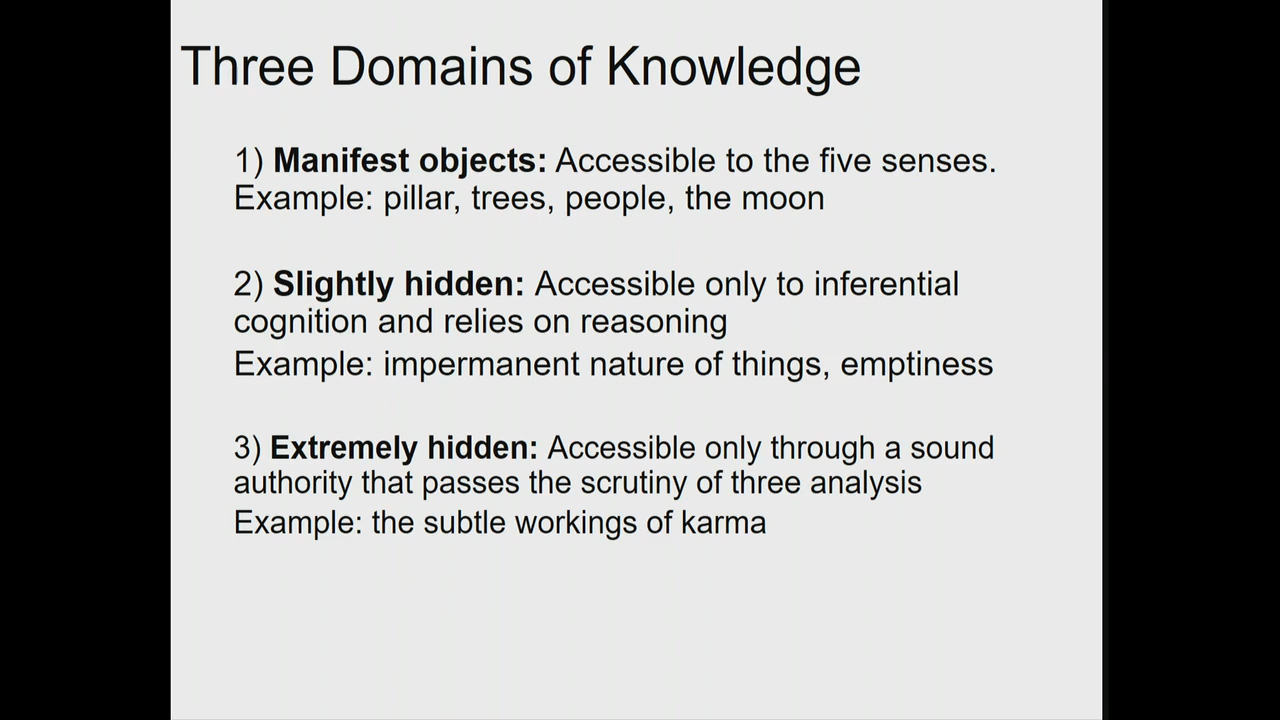 Three Domains of Knowledge
1) Manifest objects: Accessible to the five senses.
Example: pillar, trees, people, the moon
2) Slightly hidden: Accessible only to inferential
cognition and relies on reasoning
Example: impermanent nature of things, emptiness
3) Extremely hidden: Accessible only through a sound
authority that passes the scrutiny of three analysis
Example: the subtle workings of karma